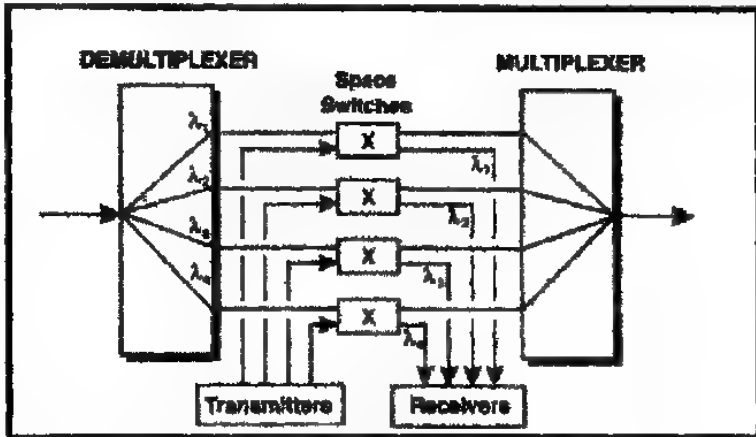 DEMULTIPLEXER
MULTIPLEXER
Space
Switches
λ₁
X
λ₁
λ₂
X
λ₂
λ₃
X
λ₃
λ₄
X
λ₄
Transmitters
Receivers